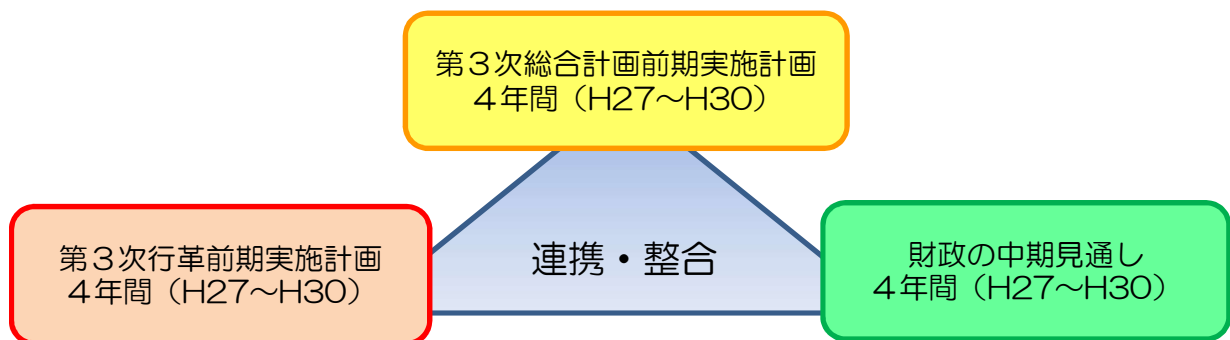 第３次総合計画前期実施計画
４年間（H27～H30）
第３次行革前期実施計画
４年間（H27～H30）
連携・整合
財政の中期見通し
４年間（H27～H30）